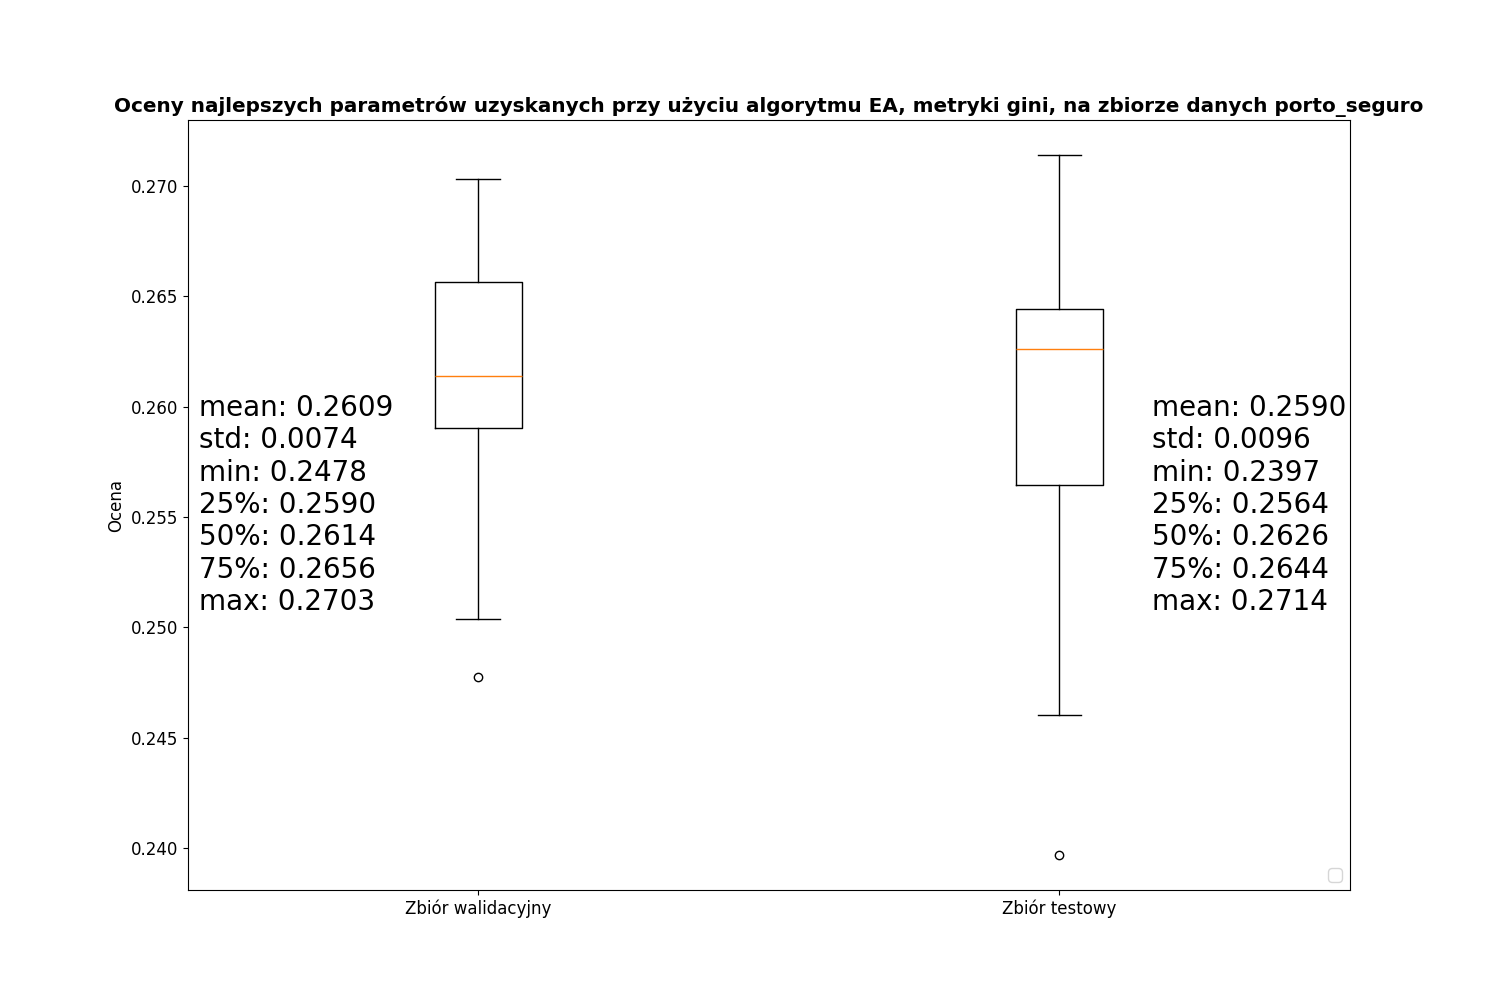 Oceny najlepszych parametrów uzyskanych przy użyciu algorytmu EA, metryki gini, na zbiorze danych porto_seguro
0.270
0.265
0.260
0.255
0.250
0.245
0.240
Ocena
mean: 0.2609
std: 0.0074
min: 0.2478
25%: 0.2590
50%: 0.2614
75%: 0.2656
max: 0.2703
mean: 0.2590
std: 0.0096
min: 0.2397
25%: 0.2564
50%: 0.2626
75%: 0.2644
max: 0.2714
Zbiór walidacyjny
Zbiór testowy